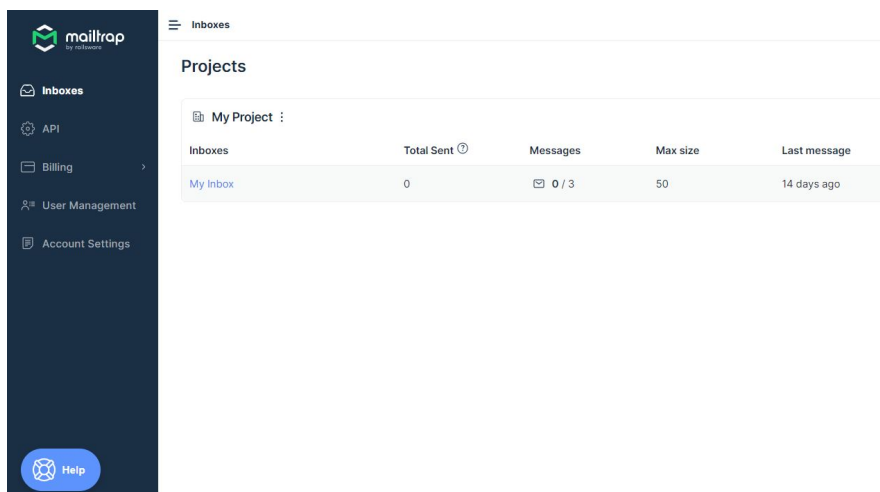 mailtrap
by railsware
Inboxes
API
Billing
User Management
Account Settings
Help
Inboxes
Projects
My Project
Inboxes Total Sent Messages Max size Last message
My Inbox 0 0 / 3 50 14 days ago